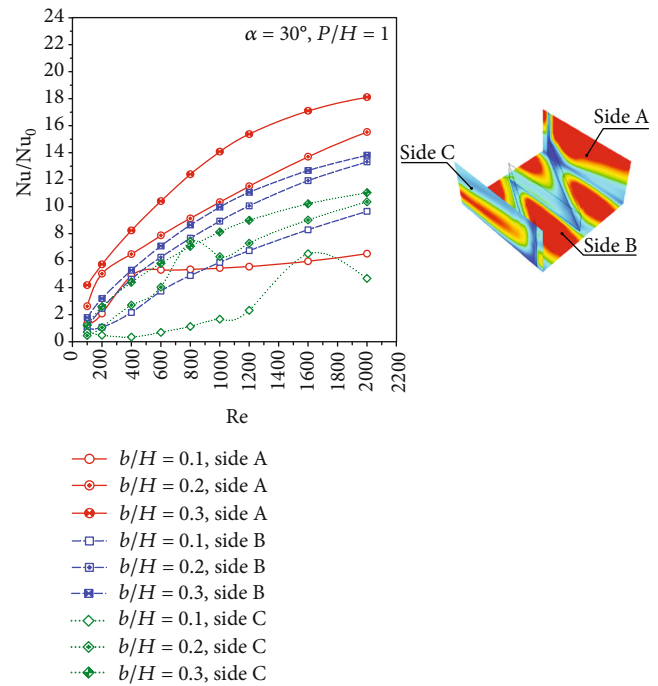 α = 30°, P/H = 1
24
22
20
18
16
14
12
10
8
6
4
2
0
Nu/Nu₀
0
200
400
600
800
1000
1200
1400
1600
1800
2000
2200
Re
Side A
Side C
Side B
b/H = 0.1, side A
b/H = 0.2, side A
b/H = 0.3, side A
b/H = 0.1, side B
b/H = 0.2, side B
b/H = 0.3, side B
b/H = 0.1, side C
b/H = 0.2, side C
b/H = 0.3, side C